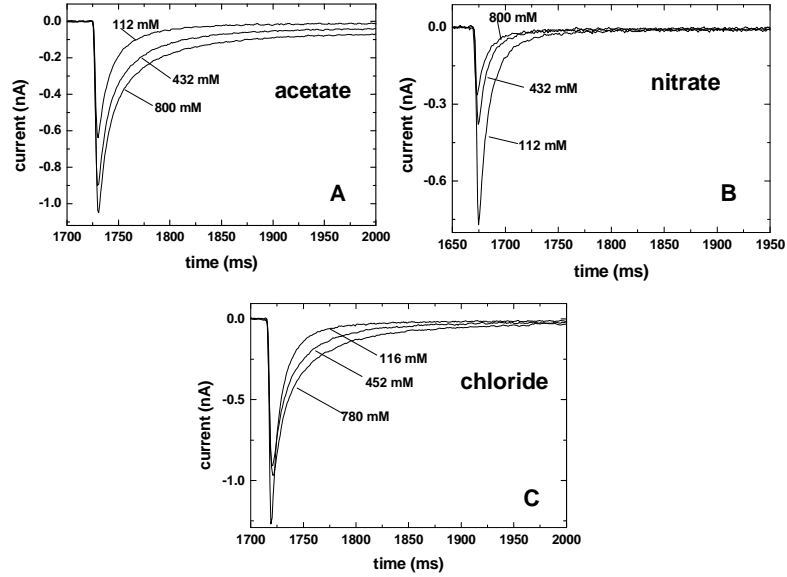 0.0
-0.2
-0.4
-0.6
-0.8
-1.0
current (nA)
112 mM
432 mM
800 mM
acetate
A
1700 1750 1800 1850 1900 1950 2000
time (ms)
0.0
-0.3
-0.6
current (nA)
800 mM
432 mM
112 mM
nitrate
B
1650 1700 1750 1800 1850 1900 1950
time (ms)
0.0
-0.5
-1.0
current (nA)
116 mM
452 mM
780 mM
chloride
C
1700 1750 1800 1850 1900 1950 2000
time (ms)